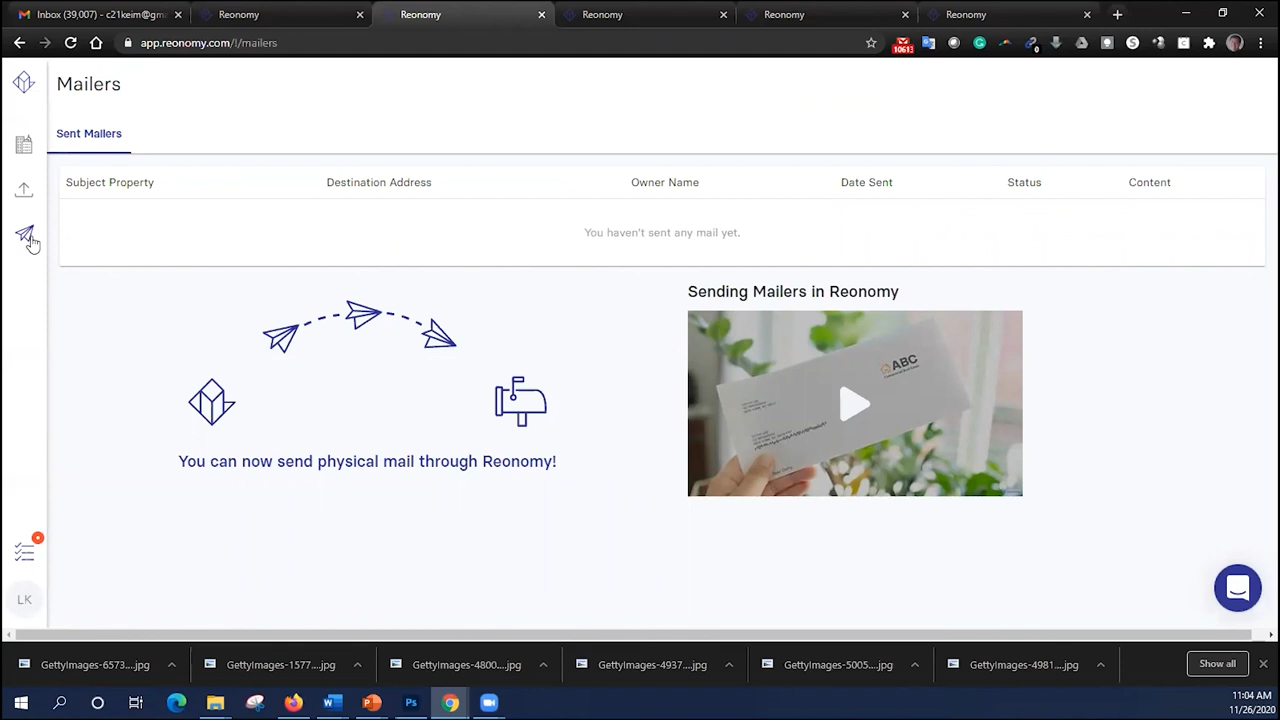 Inbox (39,007) - c21keim@gm
Reonomy
Reonomy
Reonomy
Reonomy
Reonomy
app.reonomy.com/!/mailers
10613
0
Mailers
Sent Mailers
Subject Property Destination Address Owner Name Date Sent Status Content
You haven't sent any mail yet.
You can now send physical mail through Reonomy!
Sending Mailers in Reonomy
ABC
LK
GettyImages-6573....jpg
GettyImages-1577....jpg
GettyImages-4800....jpg
GettyImages-4937....jpg
GettyImages-5005....jpg
GettyImages-4981....jpg
Show all
11:04 AM
11/26/2020